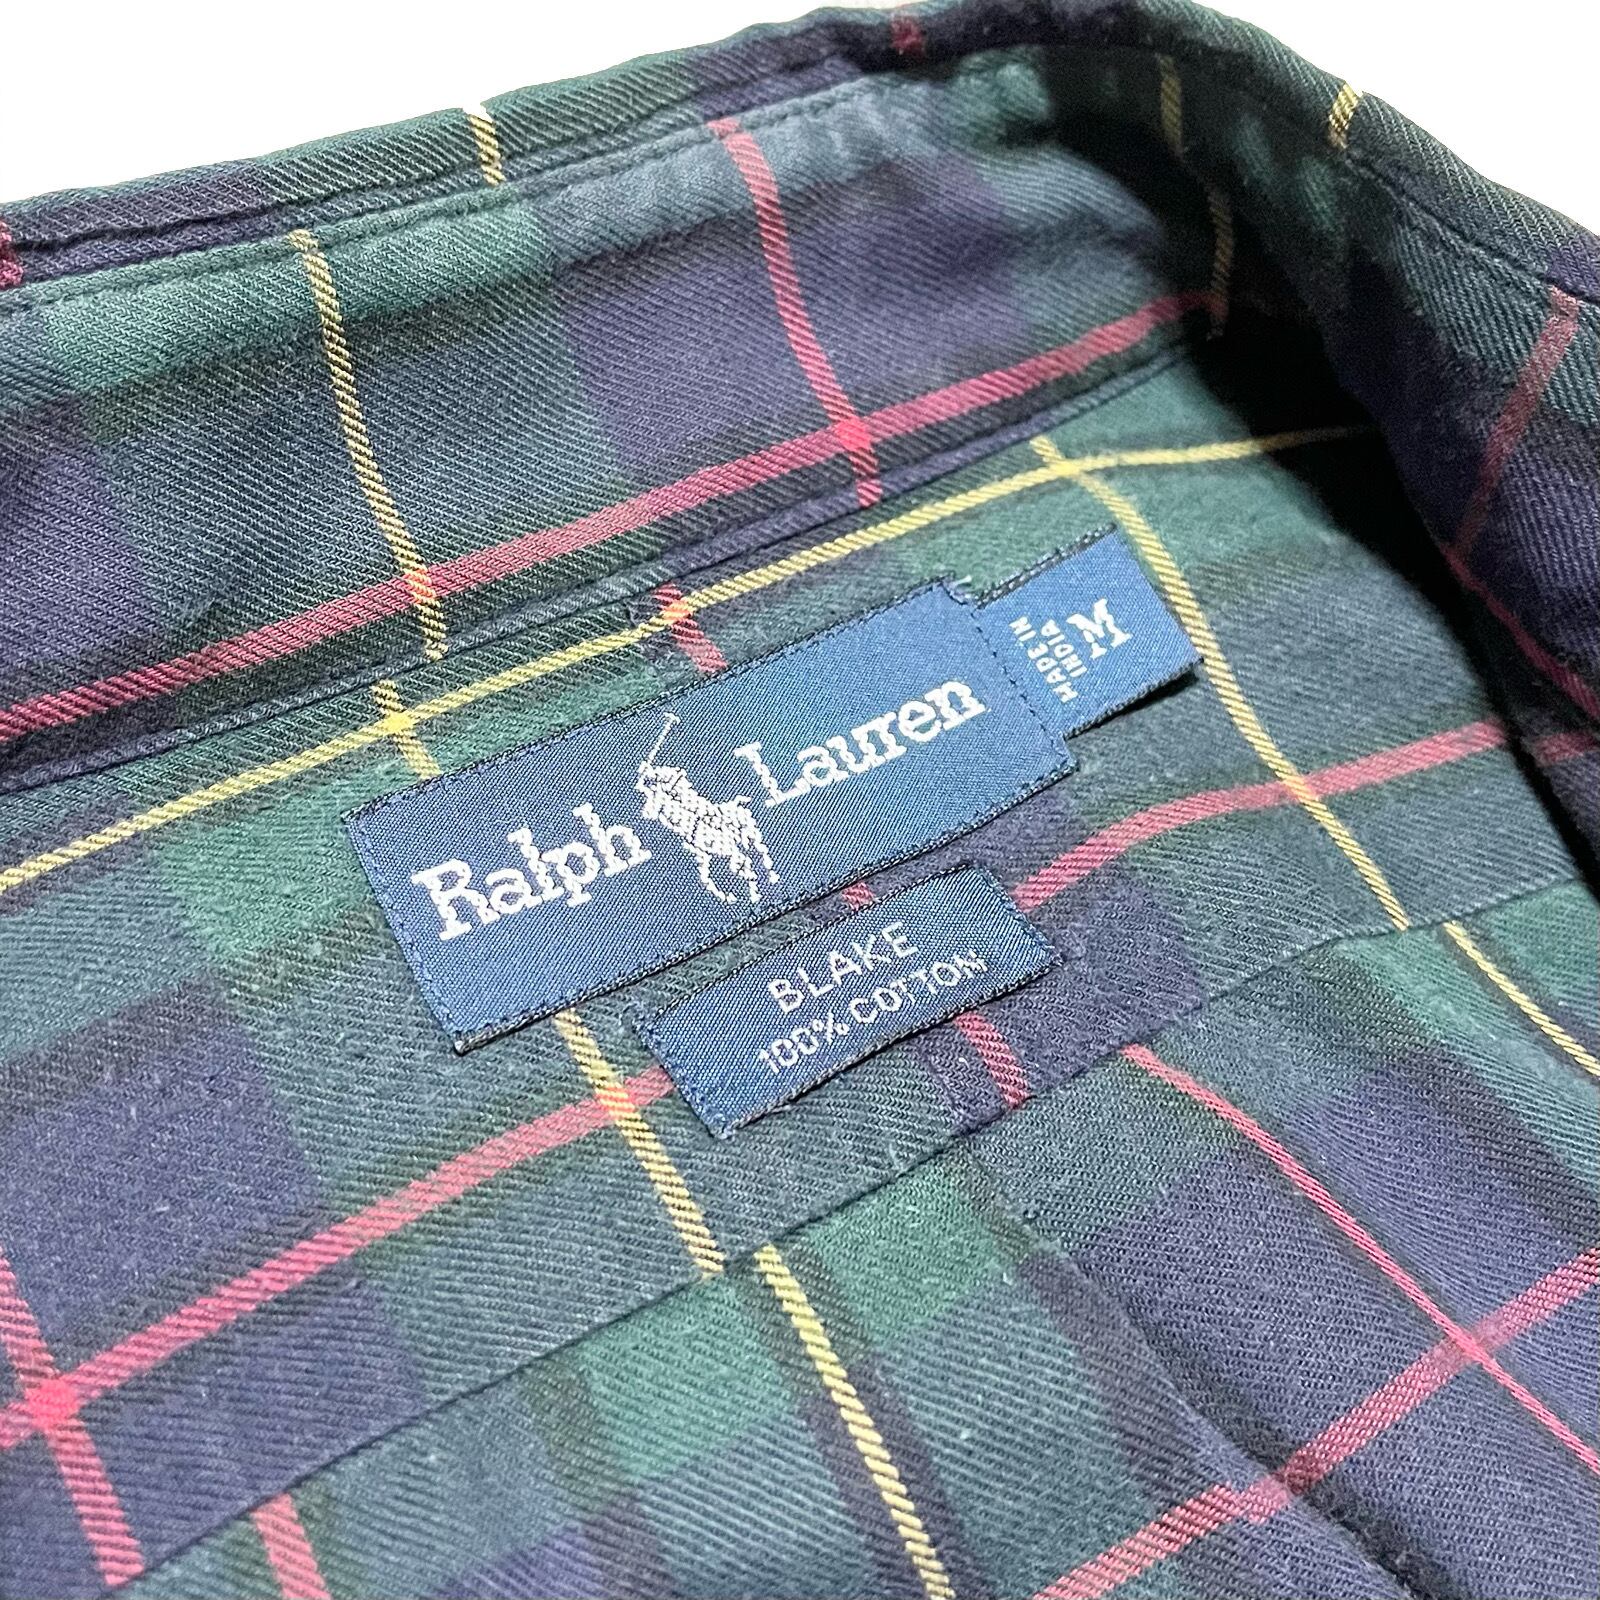 Ralph Lauren
M
MADE IN
INDIA
BLAKE
100% COTTON